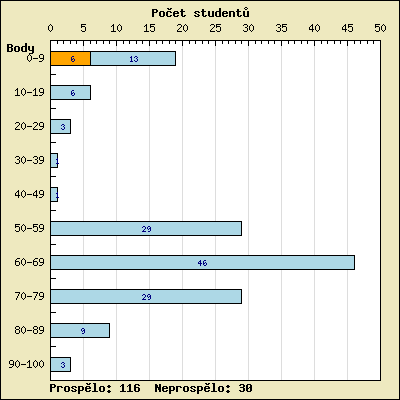 Počet studentů
0 5 10 15 20 25 30 35 40 45 50
Body
0-9 6 13
10-19 6
20-29 3
30-39 1
40-49 1
50-59 29
60-69 46
70-79 29
80-89 9
90-100 3
Prospělo: 116 Neprospělo: 30